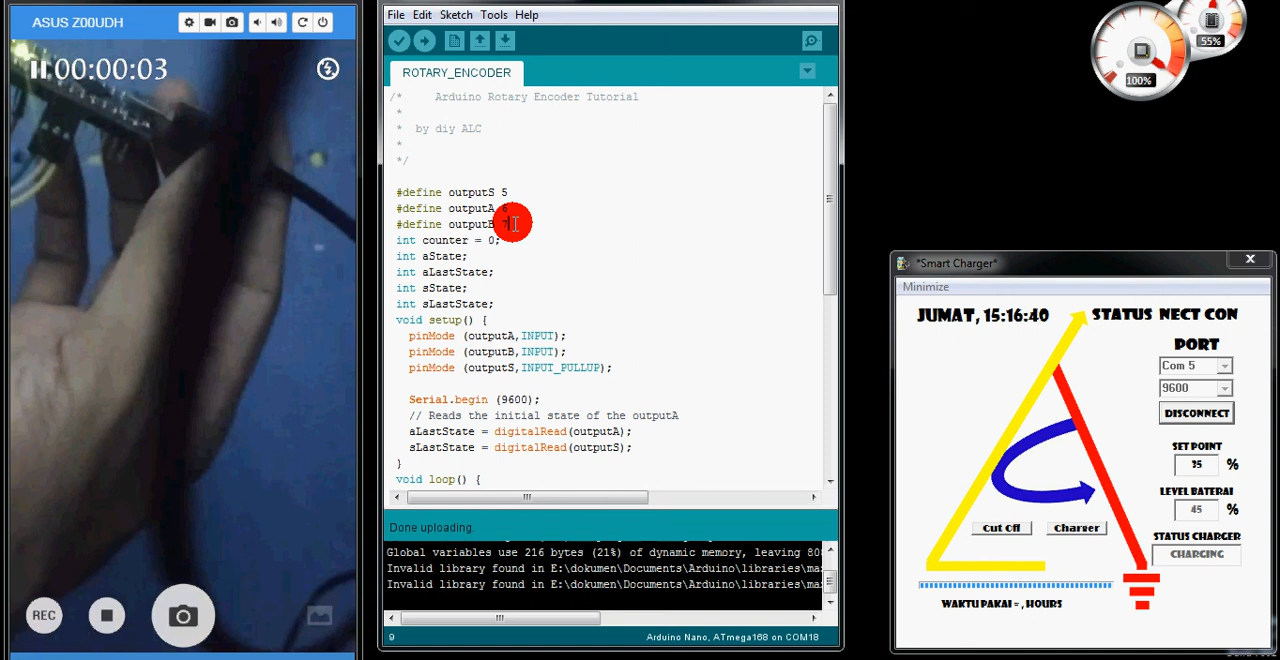 ASUS Z00UDH
00:00:03
REC
File Edit Sketch Tools Help
ROTARY_ENCODER
/* Arduino Rotary Encoder Tutorial
*
* by diy ALC
*
*/
#define outputS 5
#define outputA 6
#define outputB 7
int counter = 0;
int aState;
int aLastState;
int sState;
int sLastState;
void setup() {
pinMode (outputA,INPUT);
pinMode (outputB,INPUT);
pinMode (outputS,INPUT_PULLUP);
Serial.begin (9600);
// Reads the initial state of the outputA
aLastState = digitalRead(outputA);
sLastState = digitalRead(outputS);
}
void loop() {
Done uploading.
Global variables use 216 bytes (21%) of dynamic memory, leaving 80
Invalid library found in E:\dokumen\Documents\Arduino\libraries\ma
Invalid library found in E:\dokumen\Documents\Arduino\libraries\ma
9
Arduino Nano, ATmega168 on COM18
55%
100%
*Smart Charger*
Minimize
JUMAT, 15:16:40
STATUS NECT CON
PORT
Com 5
9600
DISCONNECT
SET POINT
35 %
LEVEL BATERAI
45 %
STATUS CHARGER
CHARGING
Cut Off
Charger
WAKTU PAKAI = , HOURS